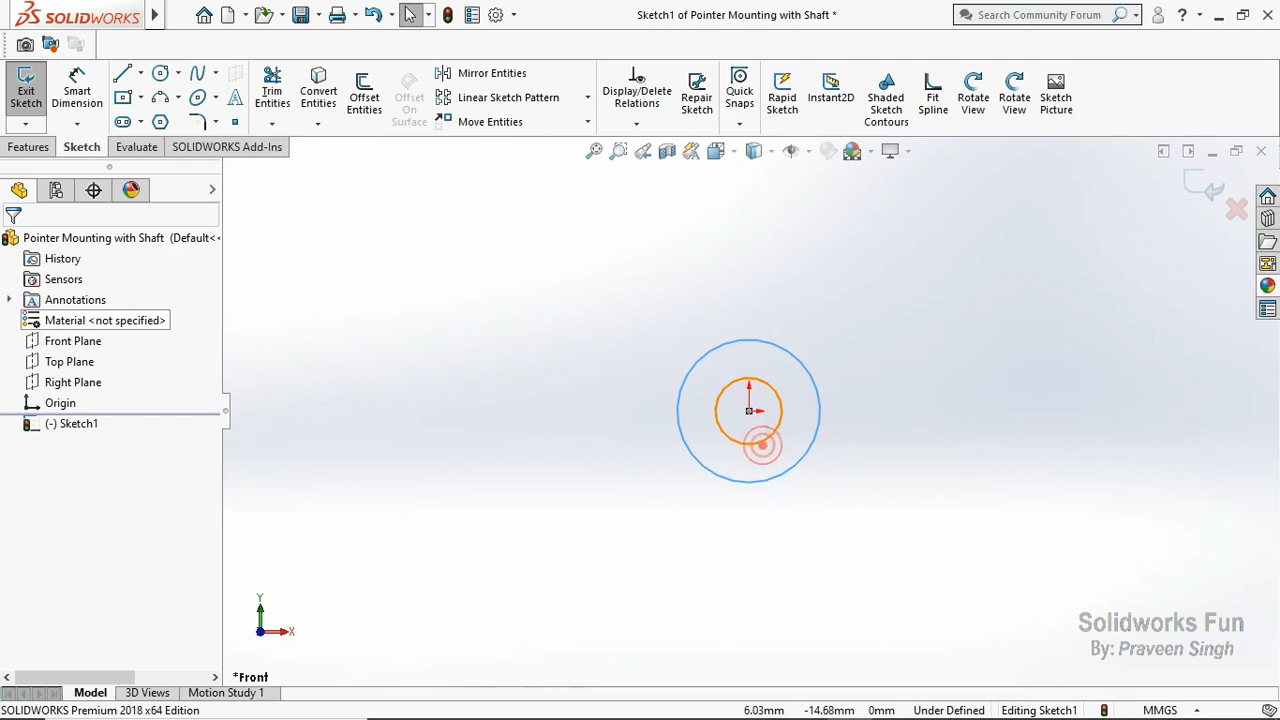 SOLIDWORKS
Sketch1 of Pointer Mounting with Shaft *
Search Community Forum
?
Exit Sketch
Smart Dimension
Trim Entities
Convert Entities
Offset Entities
Offset On Surface
Mirror Entities
Linear Sketch Pattern
Move Entities
Display/Delete Relations
Repair Sketch
Quick Snaps
Rapid Sketch
Instant2D
Shaded Sketch Contours
Fit Spline
Rotate View
Rotate View
Sketch Picture
Features
Sketch
Evaluate
SOLIDWORKS Add-Ins
Pointer Mounting with Shaft (Default<
History
Sensors
Annotations
Material <not specified>
Front Plane
Top Plane
Right Plane
Origin
(-) Sketch1
Y
X
*Front
Solidworks Fun
By: Praveen Singh
Model
3D Views
Motion Study 1
SOLIDWORKS Premium 2018 x64 Edition
6.03mm
-14.68mm
0mm
Under Defined
Editing Sketch1
MMGS